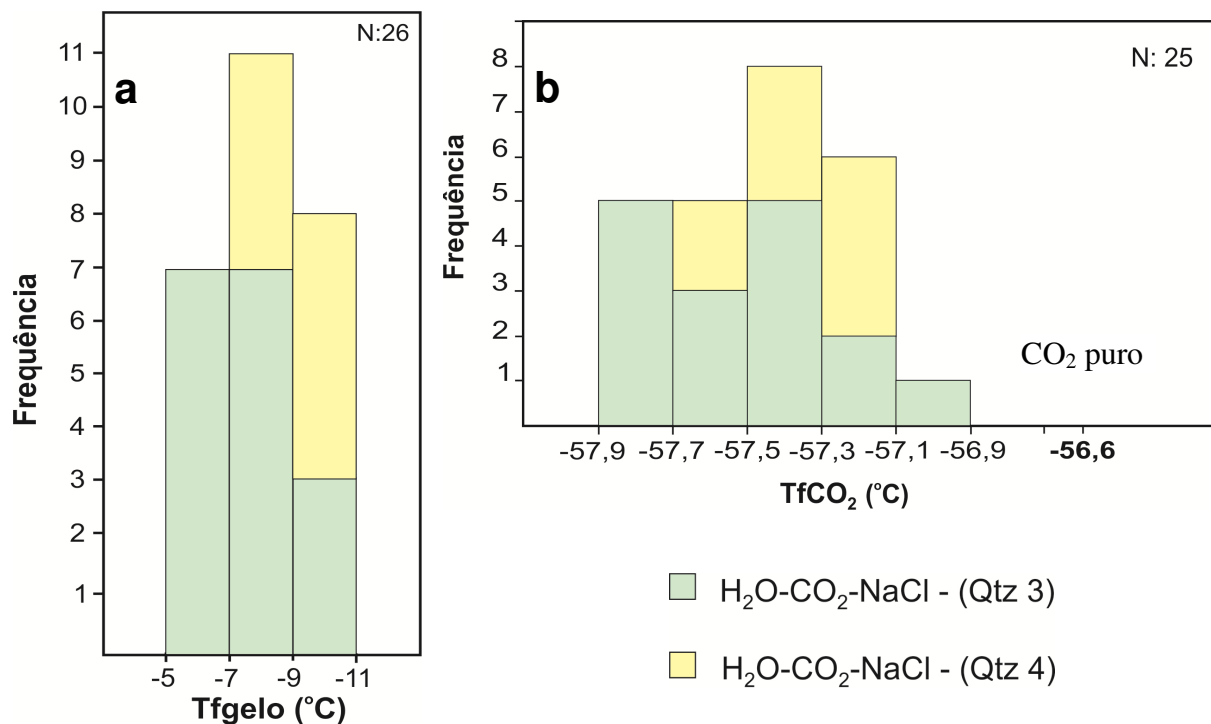 N:26
a
11
10
9
8
7
6
5
4
3
2
1
Frequência
-5 -7 -9 -11
Tfgelo (°C)
N: 25
b
8
7
6
5
4
3
2
1
Frequência
CO₂ puro
-57,9 -57,7 -57,5 -57,3 -57,1 -56,9 -56,6
TfCO₂ (°C)
H₂O-CO₂-NaCl - (Qtz 3)
H₂O-CO₂-NaCl - (Qtz 4)